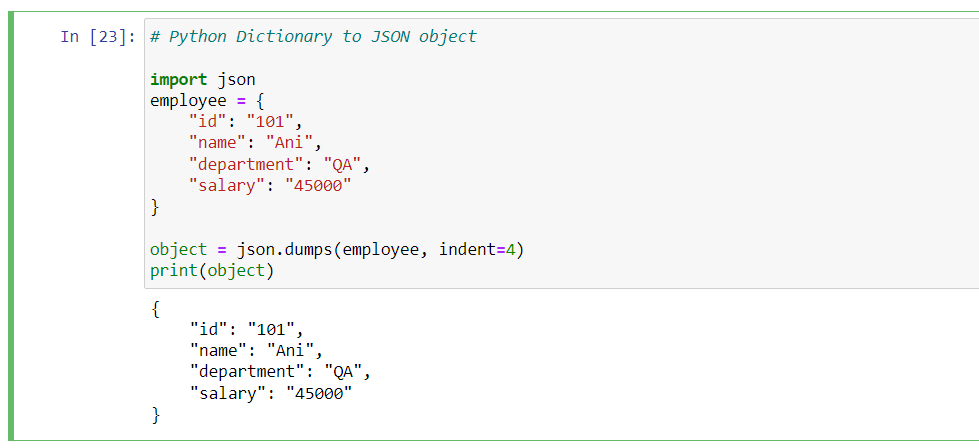 In [23]: # Python Dictionary to JSON object
import json
employee = {
    "id": "101",
    "name": "Ani",
    "department": "QA",
    "salary": "45000"
}
object = json.dumps(employee, indent=4)
print(object)
{
    "id": "101",
    "name": "Ani",
    "department": "QA",
    "salary": "45000"
}